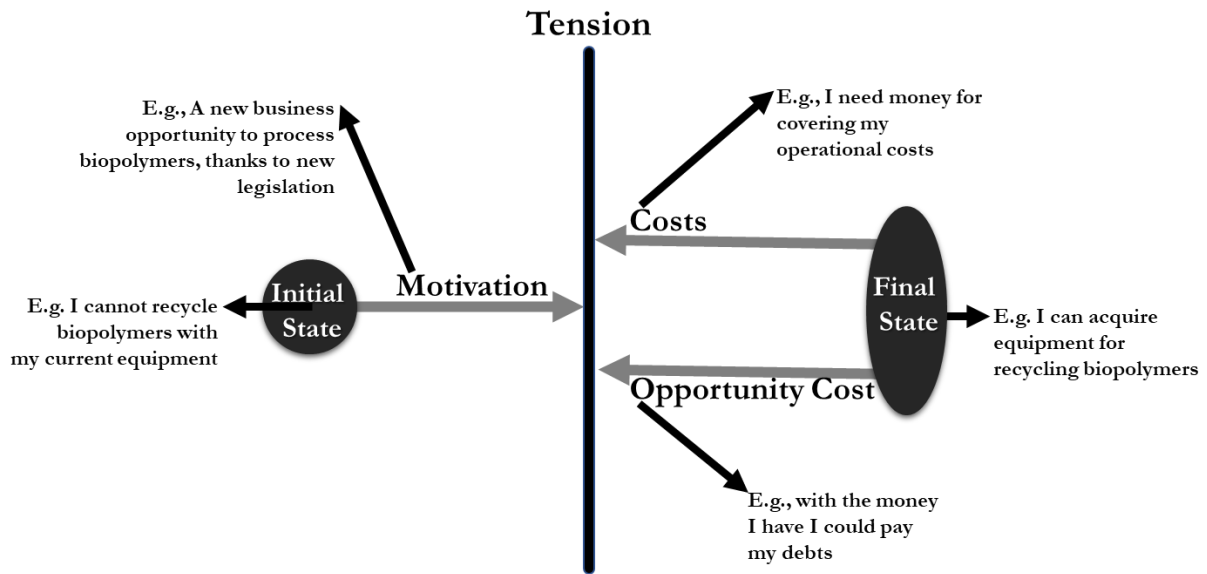 Tension
E.g., A new business
opportunity to process
biopolymers, thanks to new
legislation
E.g., I need money for
covering my
operational costs
Costs
Motivation
Initial
State
E.g. I cannot recycle
biopolymers with
my current equipment
Final
State
E.g. I can acquire
equipment for
recycling biopolymers
Opportunity Cost
E.g., with the money
I have I could pay
my debts